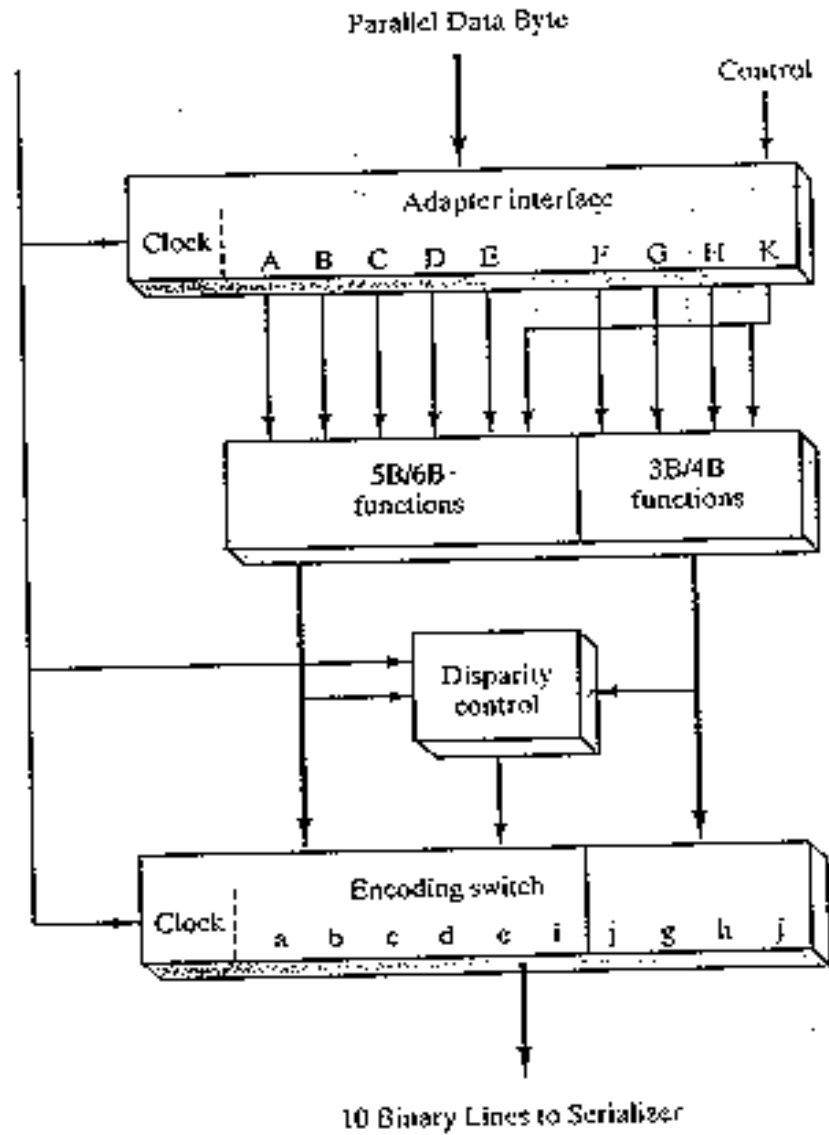 Parallel Data Byte
Control
Adapter interface
Clock
A B C D E F G H K
5B/6B
functions
3B/4B
functions
Disparity
control
Encoding switch
Clock
a b c d e i j g h j
10 Binary Lines to Serializer